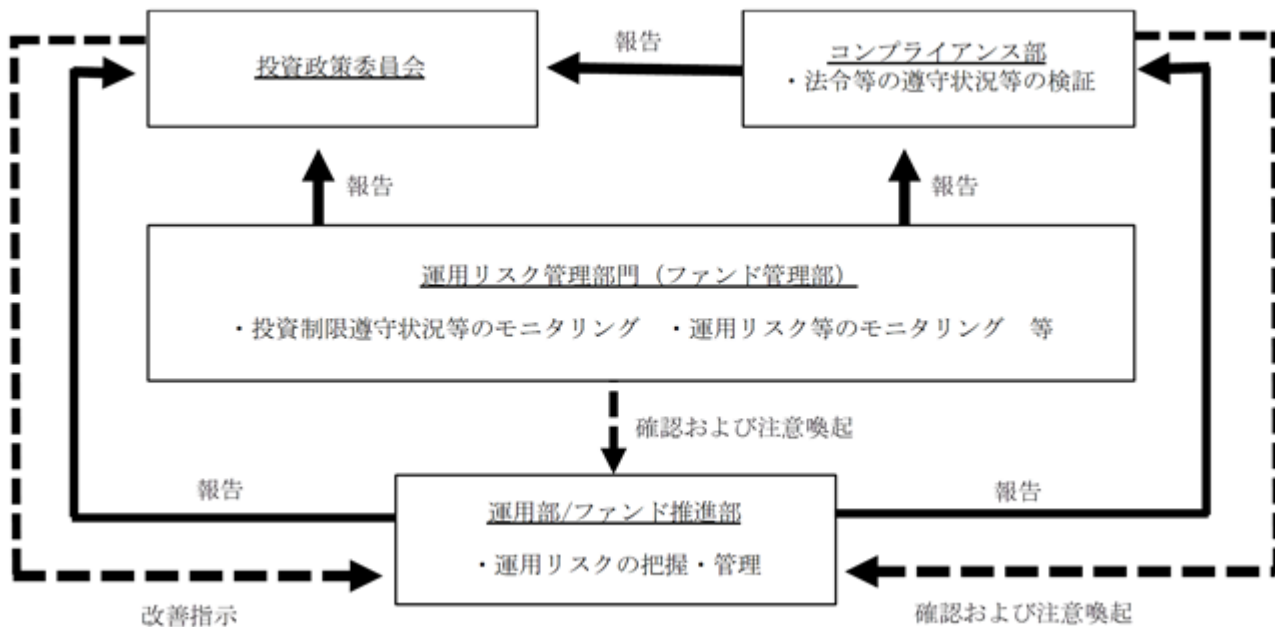 報告
投資政策委員会
コンプライアンス部
・法令等の遵守状況等の検証
報告
報告
運用リスク管理部門（ファンド管理部）
・投資制限遵守状況等のモニタリング　・運用リスク等のモニタリング　等
確認および注意喚起
報告
報告
運用部/ファンド推進部
・運用リスクの把握・管理
改善指示
確認および注意喚起